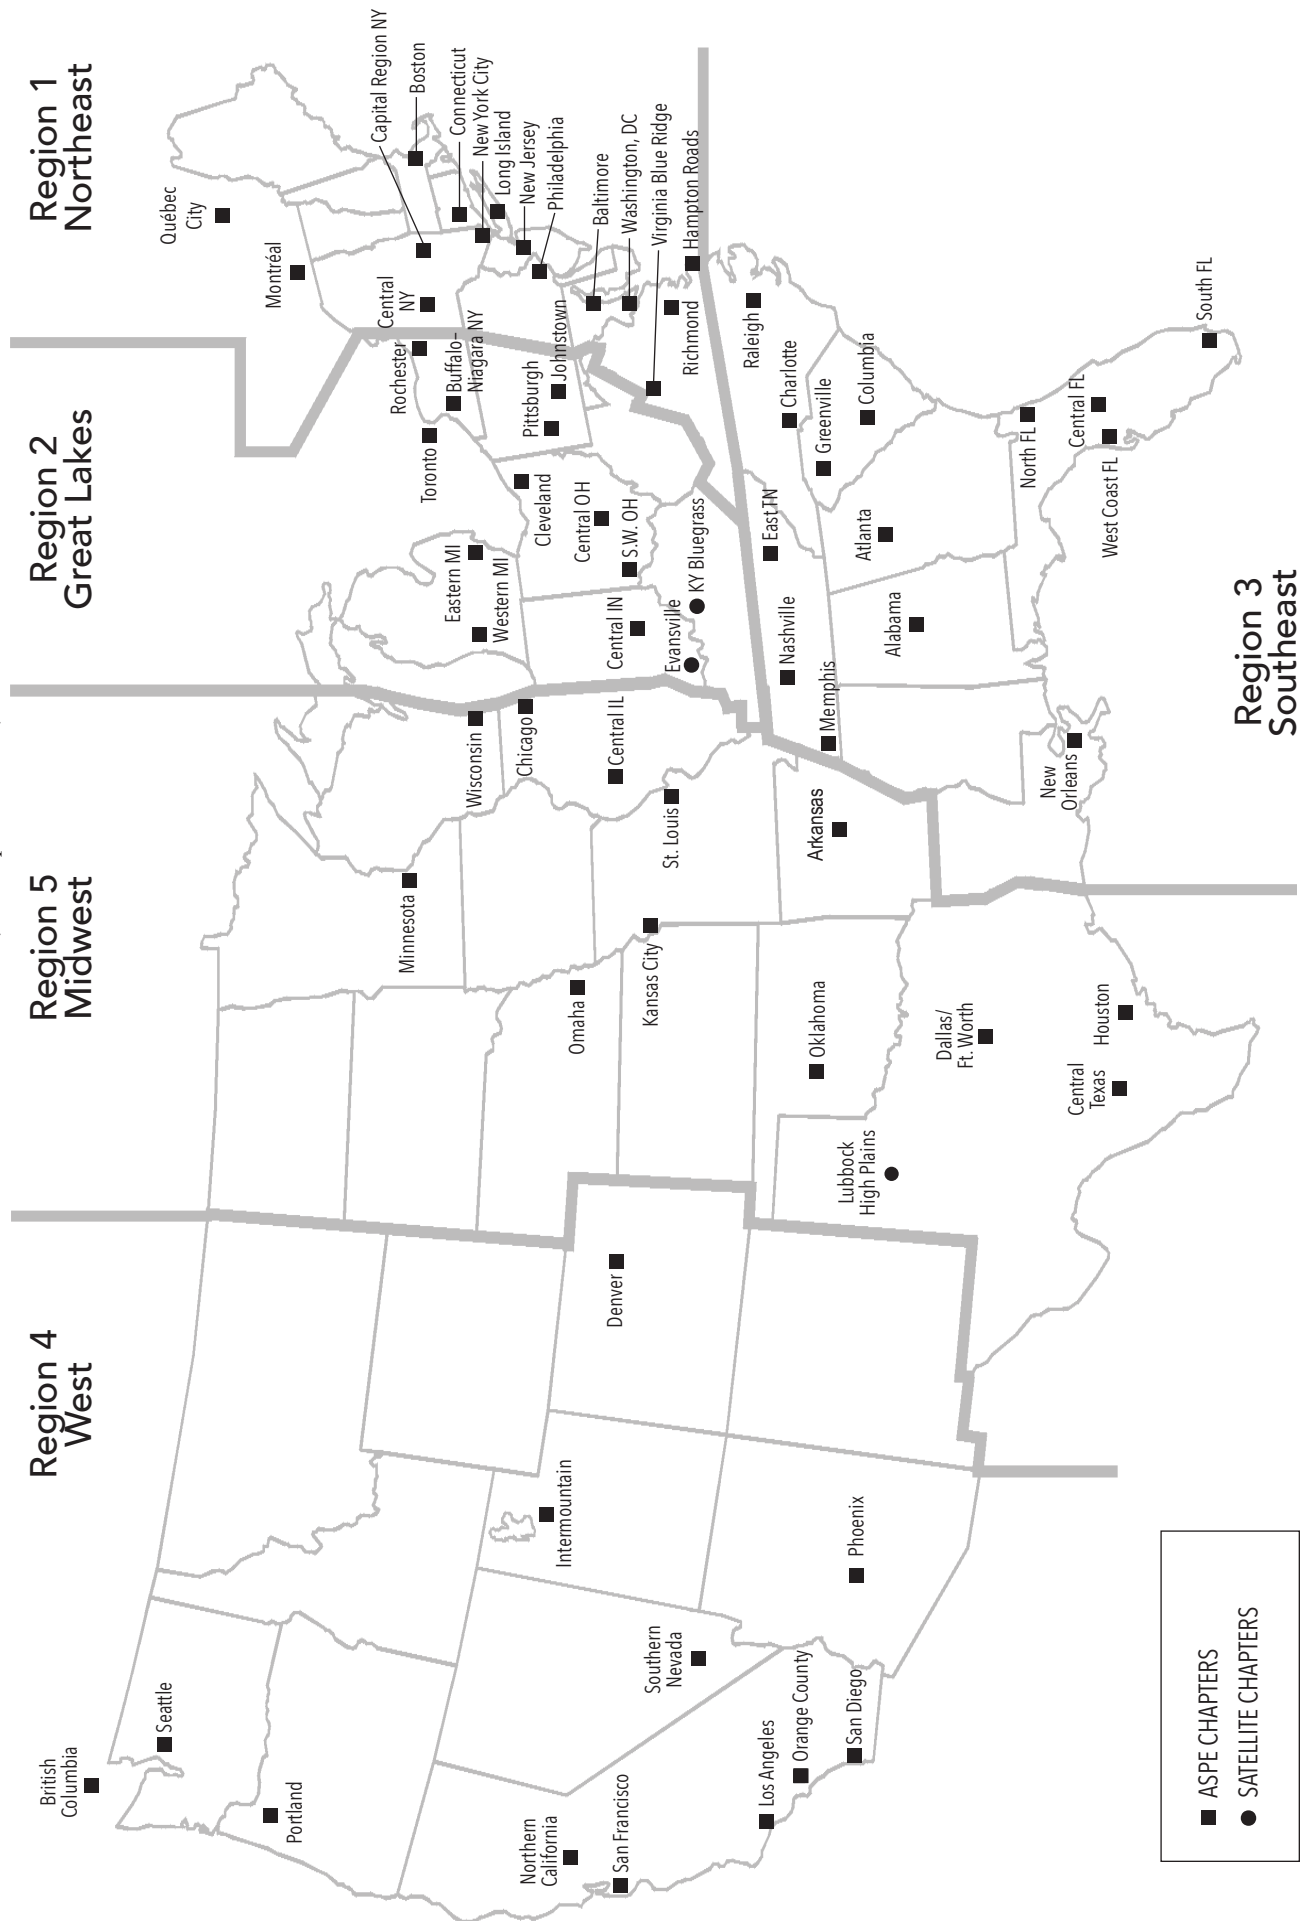 Region 4
West
Region 5
Midwest
Region 2
Great Lakes
Region 1
Northeast
British
Columbia
Seattle
Portland
Northern
California
San Francisco
Los Angeles
Orange County
San Diego
Southern
Nevada
Intermountain
Phoenix
Denver
Lubbock
High Plains
Oklahoma
Dallas/
Ft. Worth
Central
Texas
Houston
Omaha
Kansas City
Minnesota
St. Louis
Arkansas
Central IL
Wisconsin
Chicago
Western MI
Eastern MI
Central IN
Evansville
KY Bluegrass
S.W. OH
Central OH
Cleveland
Toronto
Pittsburgh
Johnstown
Buffalo–
Niagara NY
Rochester
Central
NY
Montréal
Québec
City
Capital Region NY
Boston
Connecticut
New York City
Long Island
New Jersey
Philadelphia
Baltimore
Washington, DC
Virginia Blue Ridge
Hampton Roads
Richmond
Raleigh
Charlotte
Greenville
Columbia
East TN
Nashville
Memphis
Atlanta
Alabama
New
Orleans
North FL
Central FL
West Coast FL
South FL
Region 3
Southeast
ASPE CHAPTERS
SATELLITE CHAPTERS